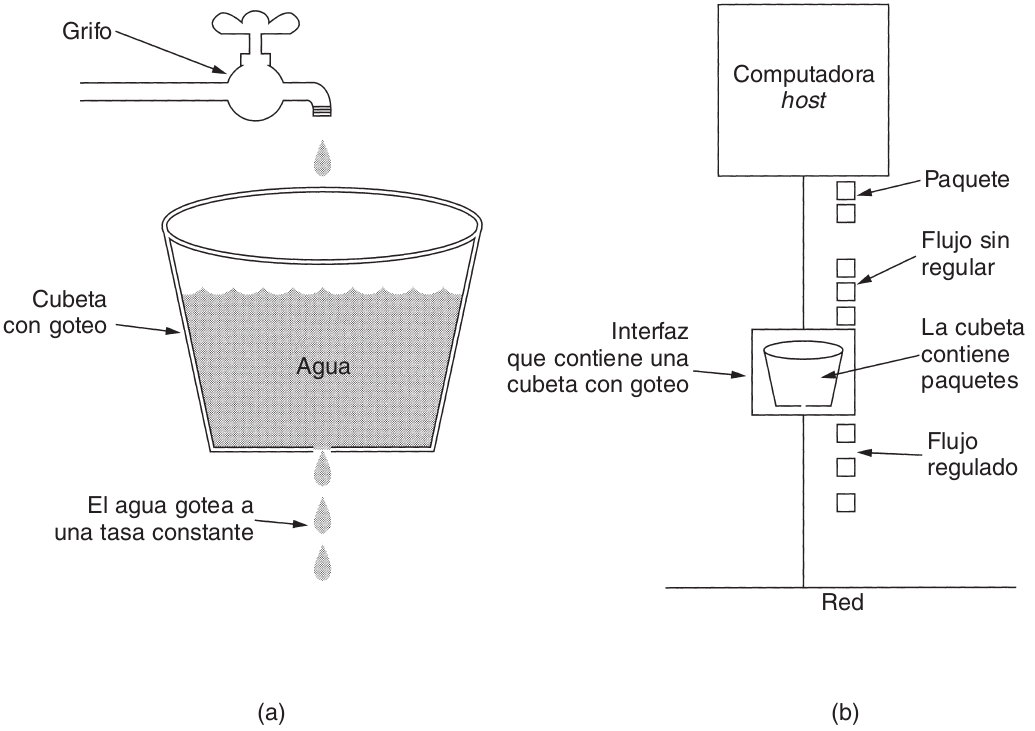 Grifo
Cubeta
con goteo
Agua
El agua gotea a
una tasa constante
(a)
Computadora
host
Paquete
Flujo sin
regular
Interfaz
que contiene una
cubeta con goteo
La cubeta
contiene
paquetes
Flujo
regulado
Red
(b)